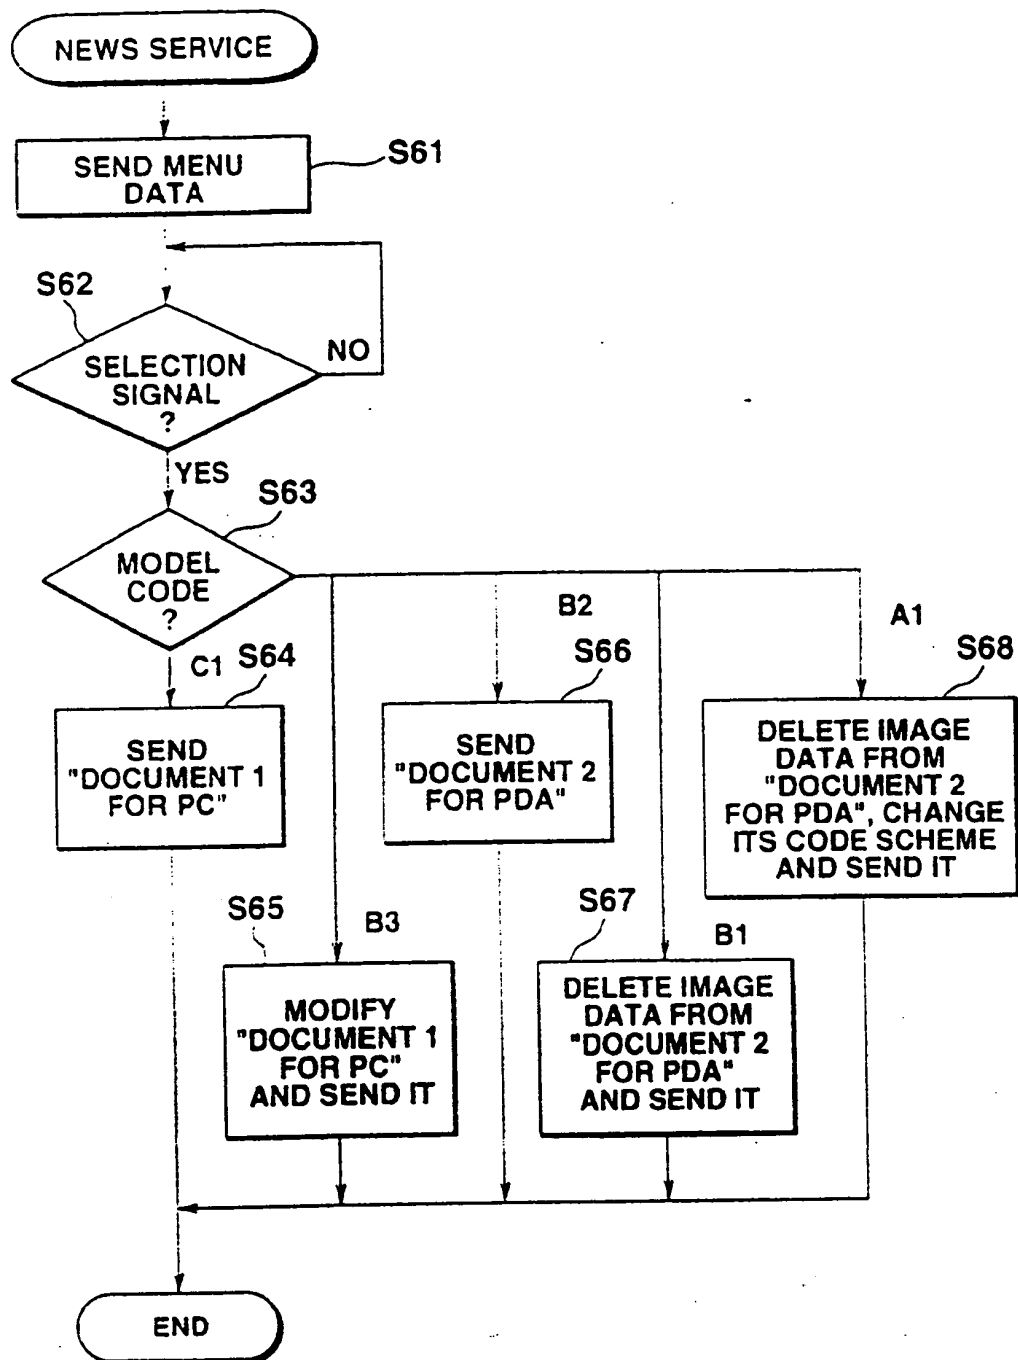 NEWS SERVICE
SEND MENU
DATA
S61
S62
SELECTION
SIGNAL
?
NO
YES
S63
MODEL
CODE
?
C1
S64
SEND
"DOCUMENT 1
FOR PC"
B3
S65
MODIFY
"DOCUMENT 1
FOR PC"
AND SEND IT
B2
S66
SEND
"DOCUMENT 2
FOR PDA"
B1
S67
DELETE IMAGE
DATA FROM
"DOCUMENT 2
FOR PDA"
AND SEND IT
A1
S68
DELETE IMAGE
DATA FROM
"DOCUMENT 2
FOR PDA", CHANGE
ITS CODE SCHEME
AND SEND IT
END